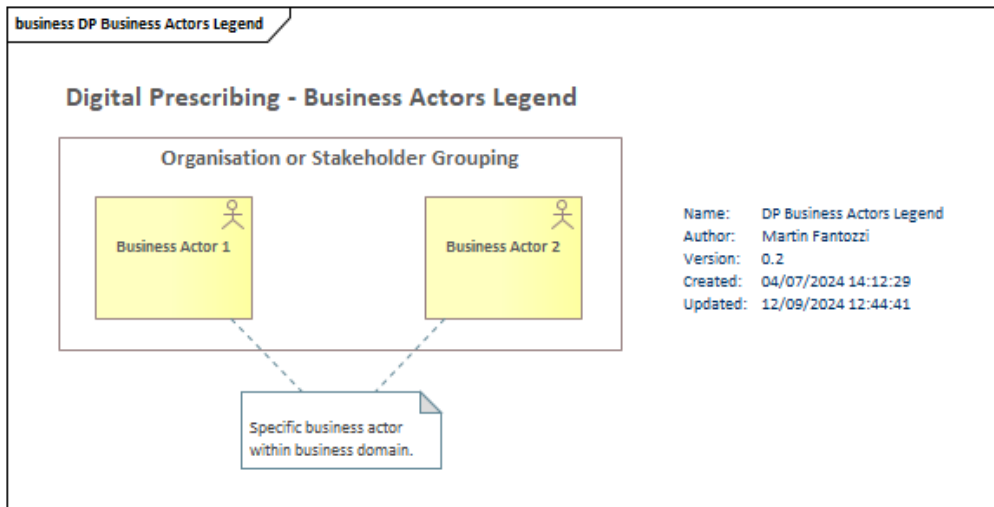 business DP Business Actors Legend
Digital Prescribing - Business Actors Legend
Organisation or Stakeholder Grouping
Business Actor 1
Business Actor 2
Specific business actor
within business domain.
Name: DP Business Actors Legend
Author: Martin Fantozzi
Version: 0.2
Created: 04/07/2024 14:12:29
Updated: 12/09/2024 12:44:41